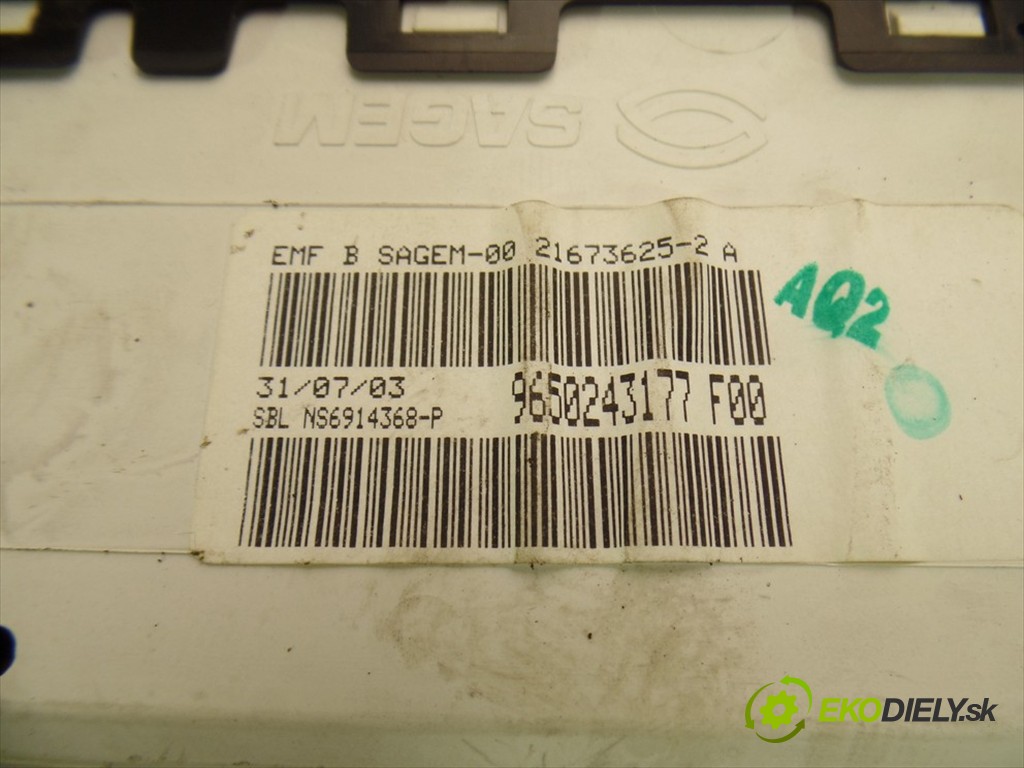 SAGEM
EMF B SAGEM-00 21673625-2 A
AQ2
31/07/03
9650243177 F00
SBL NS6914368-P
EKODIELY.sk